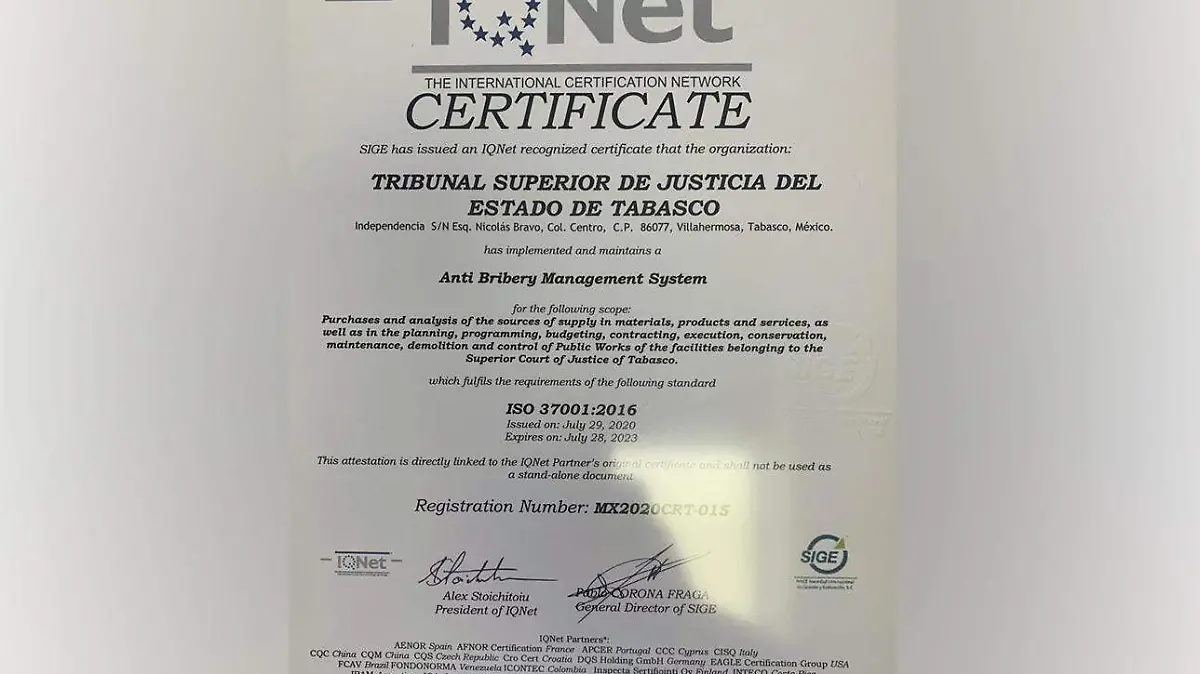 IQNet
THE INTERNATIONAL CERTIFICATION NETWORK
CERTIFICATE
SIGE has issued an IQNet recognized certificate that the organization:
TRIBUNAL SUPERIOR DE JUSTICIA DEL
ESTADO DE TABASCO
Independencia S/N Esq. Nicolás Bravo, Col. Centro, C.P. 86077, Villahermosa, Tabasco, México.
has implemented and maintains a
Anti Bribery Management System
for the following scope:
Purchases and analysis of the sources of supply in materials, products and services, as
well as in the planning, programming, budgeting, contracting, execution, conservation,
maintenance, demolition and control of Public Works of the facilities belonging to the
Superior Court of Justice of Tabasco.
SIGE
which fulfils the requirements of the following standard
ISO 37001:2016
Issued on: July 29, 2020
Expires on: July 28, 2023
This attestation is directly linked to the IQNet Partner's original certificate and shall not be used as
a stand-alone document
Registration Number: MX2020CRT-015
IQNet
SIGE
Alex Stoichitoiu
President of IQNet
Pablo CORONA FRAGA
General Director of SIGE
IQNet Partners*:
AENOR Spain AFNOR Certification France APCER Portugal CCC Cyprus CISQ Italy
CQC China CQM China CQS Czech Republic Cro Cert Croatia DQS Holding GmbH Germany EAGLE Certification Group USA
FCAV Brazil FONDONORMA Venezuela ICONTEC Colombia Inspecta Sertifiointi Oy Finland INTECO Costa Rica